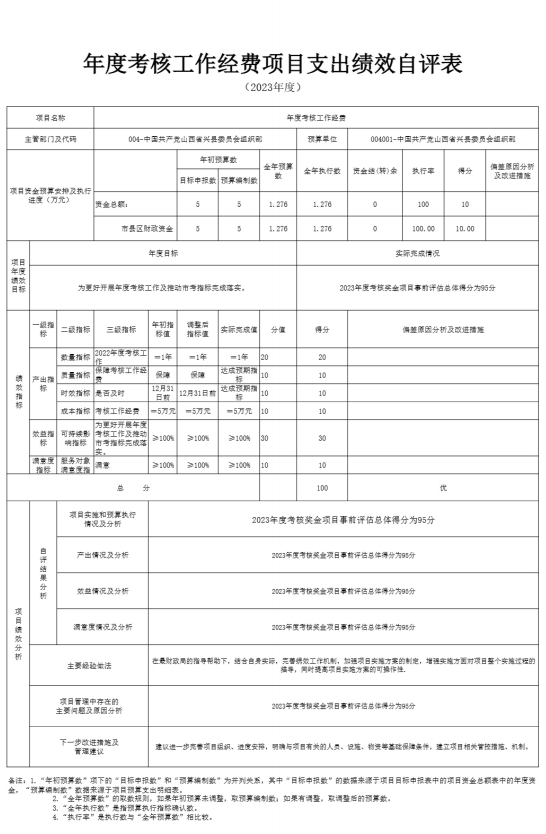 年度考核工作经费项目支出绩效自评表
（2023年度）
项目名称 年度考核工作经费
主管部门及代码 004-中国共产党山西省兴县委员会组织部 预算单位 004001-中国共产党山西省兴县委员会组织部
项目资金预算安排及执行进度（万元） 年初预算数 全年预算数 全年执行数 资金结(转)余 执行率 得分 偏差原因分析及改进措施
目标申报数 预算编制数
资金总额: 5 5 1.276 1.276 0 100 10
市县区财政资金 5 5 1.276 1.276 0 100.00 10.00
项目年度绩效目标 年度目标 实际完成情况
为更好开展年度考核工作及推动市考指标完成落实。 2023年度考核奖金项目事前评估总体得分为95分
绩效指标 一级指标 二级指标 三级指标 年初指标值 调整后指标值 实际完成值 分值 得分 偏差原因分析及改进措施
产出指标 数量指标 2022年度考核工作 =1年 =1年 =1年 20 20
质量指标 保障考核工作经费 保障 保障 达成预期指标 10 10
时效指标 是否及时 12月31日前 12月31日前 达成预期指标 10 10
成本指标 考核工作经费 =5万元 =5万元 =5万元 10 10
效益指标 可持续影响指标 为更好开展年度考核工作及推动市考指标完成落实。 ≥100% ≥100% ≥100% 30 30
满意度指标 服务对象满意度指 满意 ≥100% ≥100% ≥100% 10 10
总 分 100 优
项目绩效分析 自评结果分析 项目实施和预算执行情况及分析 2023年度考核奖金项目事前评估总体得分为95分
产出情况及分析 2023年度考核奖金项目事前评估总体得分为95分
效益情况及分析 2023年度考核奖金项目事前评估总体得分为95分
满意度情况及分析 2023年度考核奖金项目事前评估总体得分为95分
主要经验做法 在最财政局的指导帮助下，结合自身实际，完善绩效工作机制，加强项目实施方案的制定，增强实施方面对项目整个实施过程的指导，同时提高项目实施方案的可操作性.
项目管理中存在的主要问题及原因分析 2023年度考核奖金项目事前评估总体得分为95分
下一步改进措施及管理建议 建议进一步完善项目组织、进度安排，明确与项目有关的人员、设施、物资等基础保障条件，建立项目相关管控措施、机制。
备注：1.“年初预算数”项下的“目标申报数”和“预算编制数”为并列关系，其中“目标申报数”的数据来源于项目目标申报表中的项目资金总额表中的年度资
金，“预算编制数”数据来源于项目预算支出明细表。
2.“全年预算数”的取数规则，如果年初预算未调整，取预算编制数；如果有调整，取调整后的预算数。
3.“全年执行数”是指预算执行指标确认数。
4.“执行率”是执行数与“全年预算数”相比较。